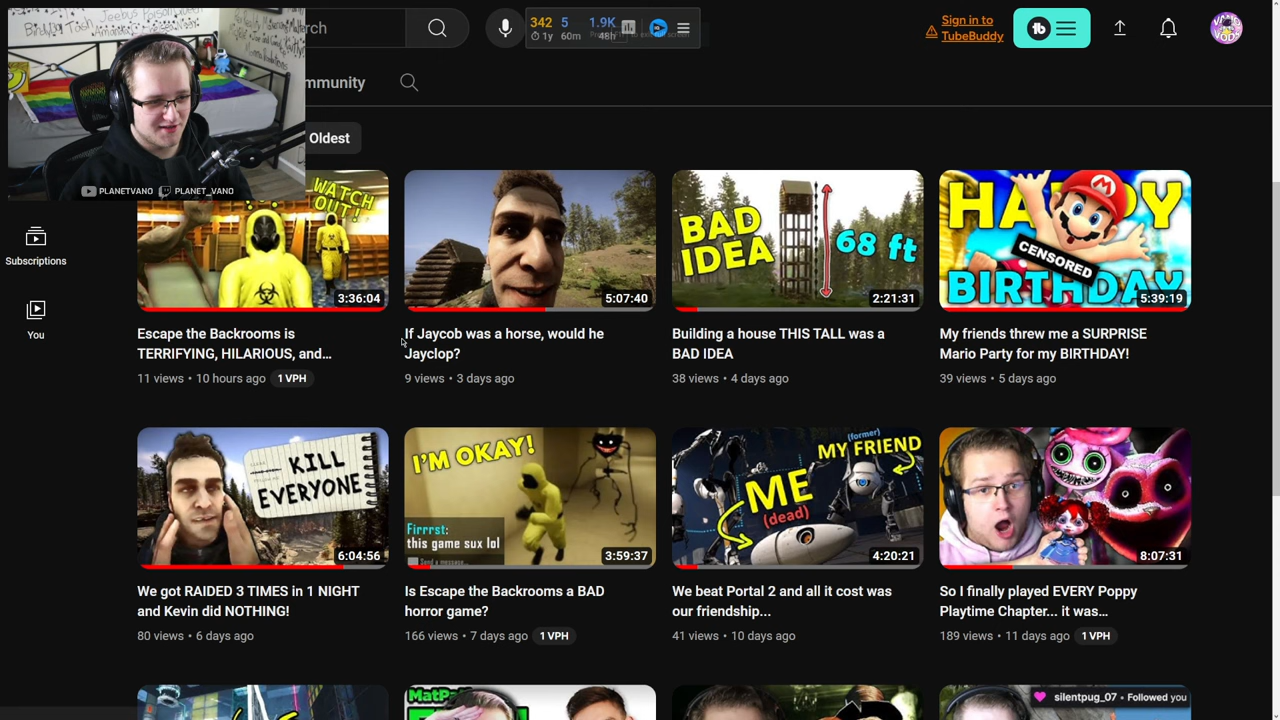 Birdy
Tosh
Jeebus
Poison
Queen
Amanda
rch
342 5 1.9K
1y 60m 48h
Sign in to
TubeBuddy
mmunity
Oldest
PLANETVANO PLANET_VANO
Subscriptions
You
WATCH
OUT!
3:36:04
Escape the Backrooms is
TERRIFYING, HILARIOUS, and…
11 views • 10 hours ago 1 VPH
5:07:40
If Jaycob was a horse, would he
Jayclop?
9 views • 3 days ago
BAD
IDEA
68 ft
2:21:31
Building a house THIS TALL was a
BAD IDEA
38 views • 4 days ago
HAPPY
CENSORED
BIRTHDAY
5:39:19
My friends threw me a SURPRISE
Mario Party for my BIRTHDAY!
39 views • 5 days ago
KILL
EVERYONE
6:04:56
We got RAIDED 3 TIMES in 1 NIGHT
and Kevin did NOTHING!
80 views • 6 days ago
I'M OKAY!
Firrrst:
this game sux lol
Send a message...
3:59:37
Is Escape the Backrooms a BAD
horror game?
166 views • 7 days ago 1 VPH
(former)
MY FRIEND
ME
(dead)
4:20:21
We beat Portal 2 and all it cost was
our friendship...
41 views • 10 days ago
8:07:31
So I finally played EVERY Poppy
Playtime Chapter... it was…
189 views • 11 days ago 1 VPH
MatPa
silentpug_07 • Followed you